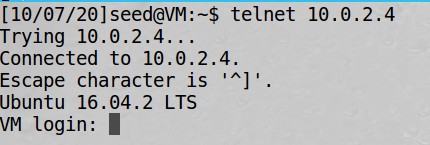 [10/07/20]seed@VM:~$ telnet 10.0.2.4
Trying 10.0.2.4...
Connected to 10.0.2.4.
Escape character is '^]'.
Ubuntu 16.04.2 LTS
VM login: